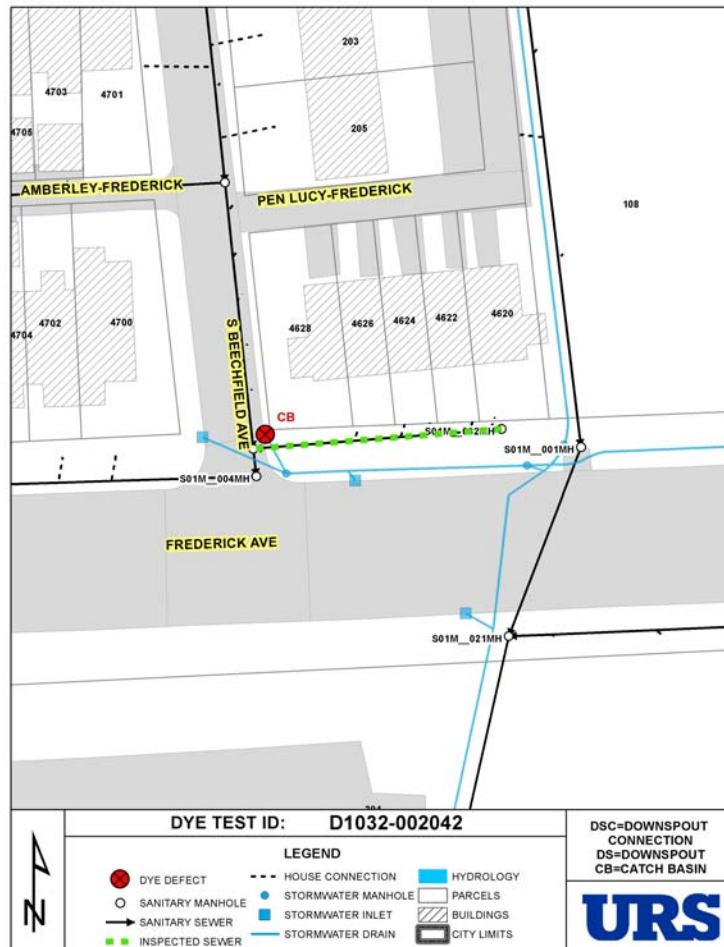 203
4703
4701
205
4705
AMBERLEY-FREDERICK
PEN LUCY-FREDERICK
108
S BEECHFIELD AVE
4704
4702
4700
4628
4626
4624
4622
4620
CB
S01M__001MH
S01M__004MH
FREDERICK AVE
S01M__021MH
DYE TEST ID: D1032-002042
LEGEND
DYE DEFECT
SANITARY MANHOLE
SANITARY SEWER
INSPECTED SEWER
HOUSE CONNECTION
STORMWATER MANHOLE
STORMWATER INLET
STORMWATER DRAIN
HYDROLOGY
PARCELS
BUILDINGS
CITY LIMITS
N
DSC=DOWNSPOUT
CONNECTION
DS=DOWNSPOUT
CB=CATCH BASIN
URS